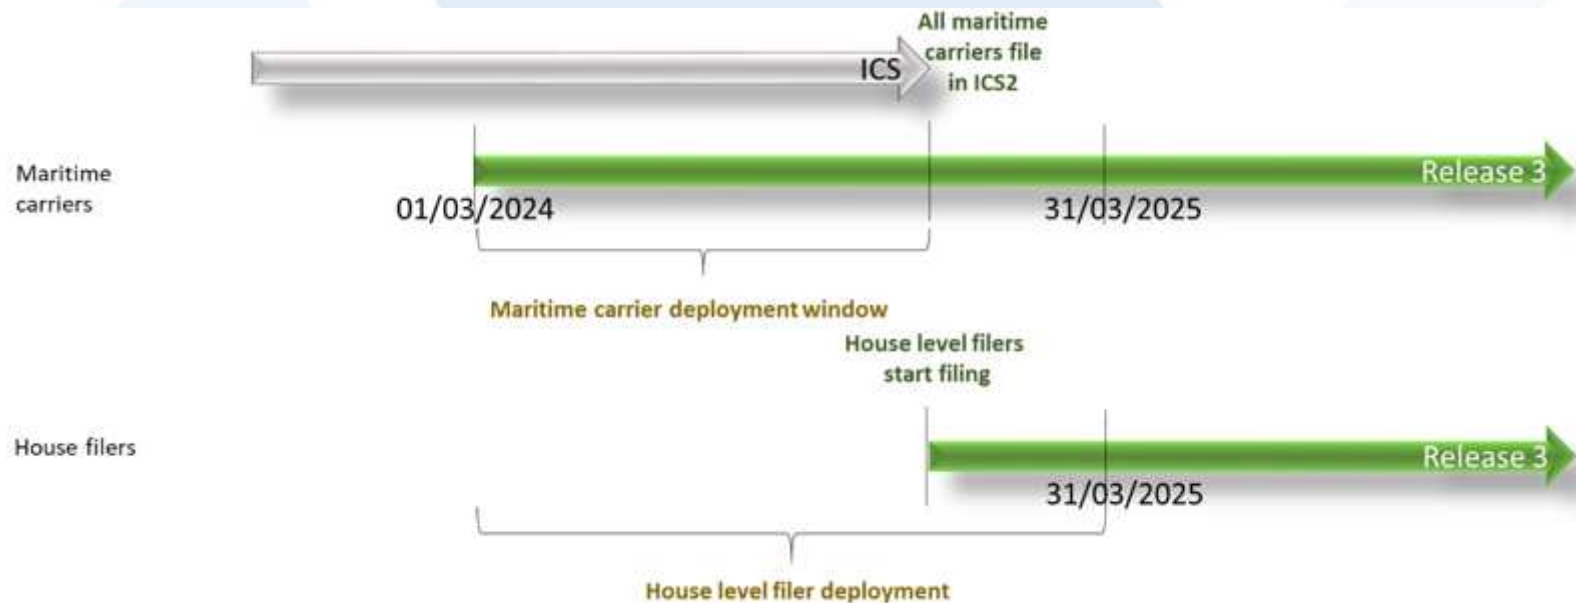 All maritime
carriers file
in ICS2
ICS
Maritime
carriers
Release 3
01/03/2024
31/03/2025
Maritime carrier deployment window
House level filers
start filing
House filers
Release 3
31/03/2025
House level filer deployment